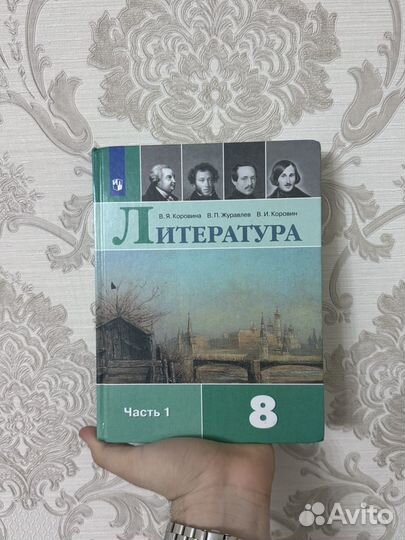 В. Я. Коровина В. П. Журавлев В. И. Коровин
ЛИТЕРАТУРА
Часть 1
8
Avito